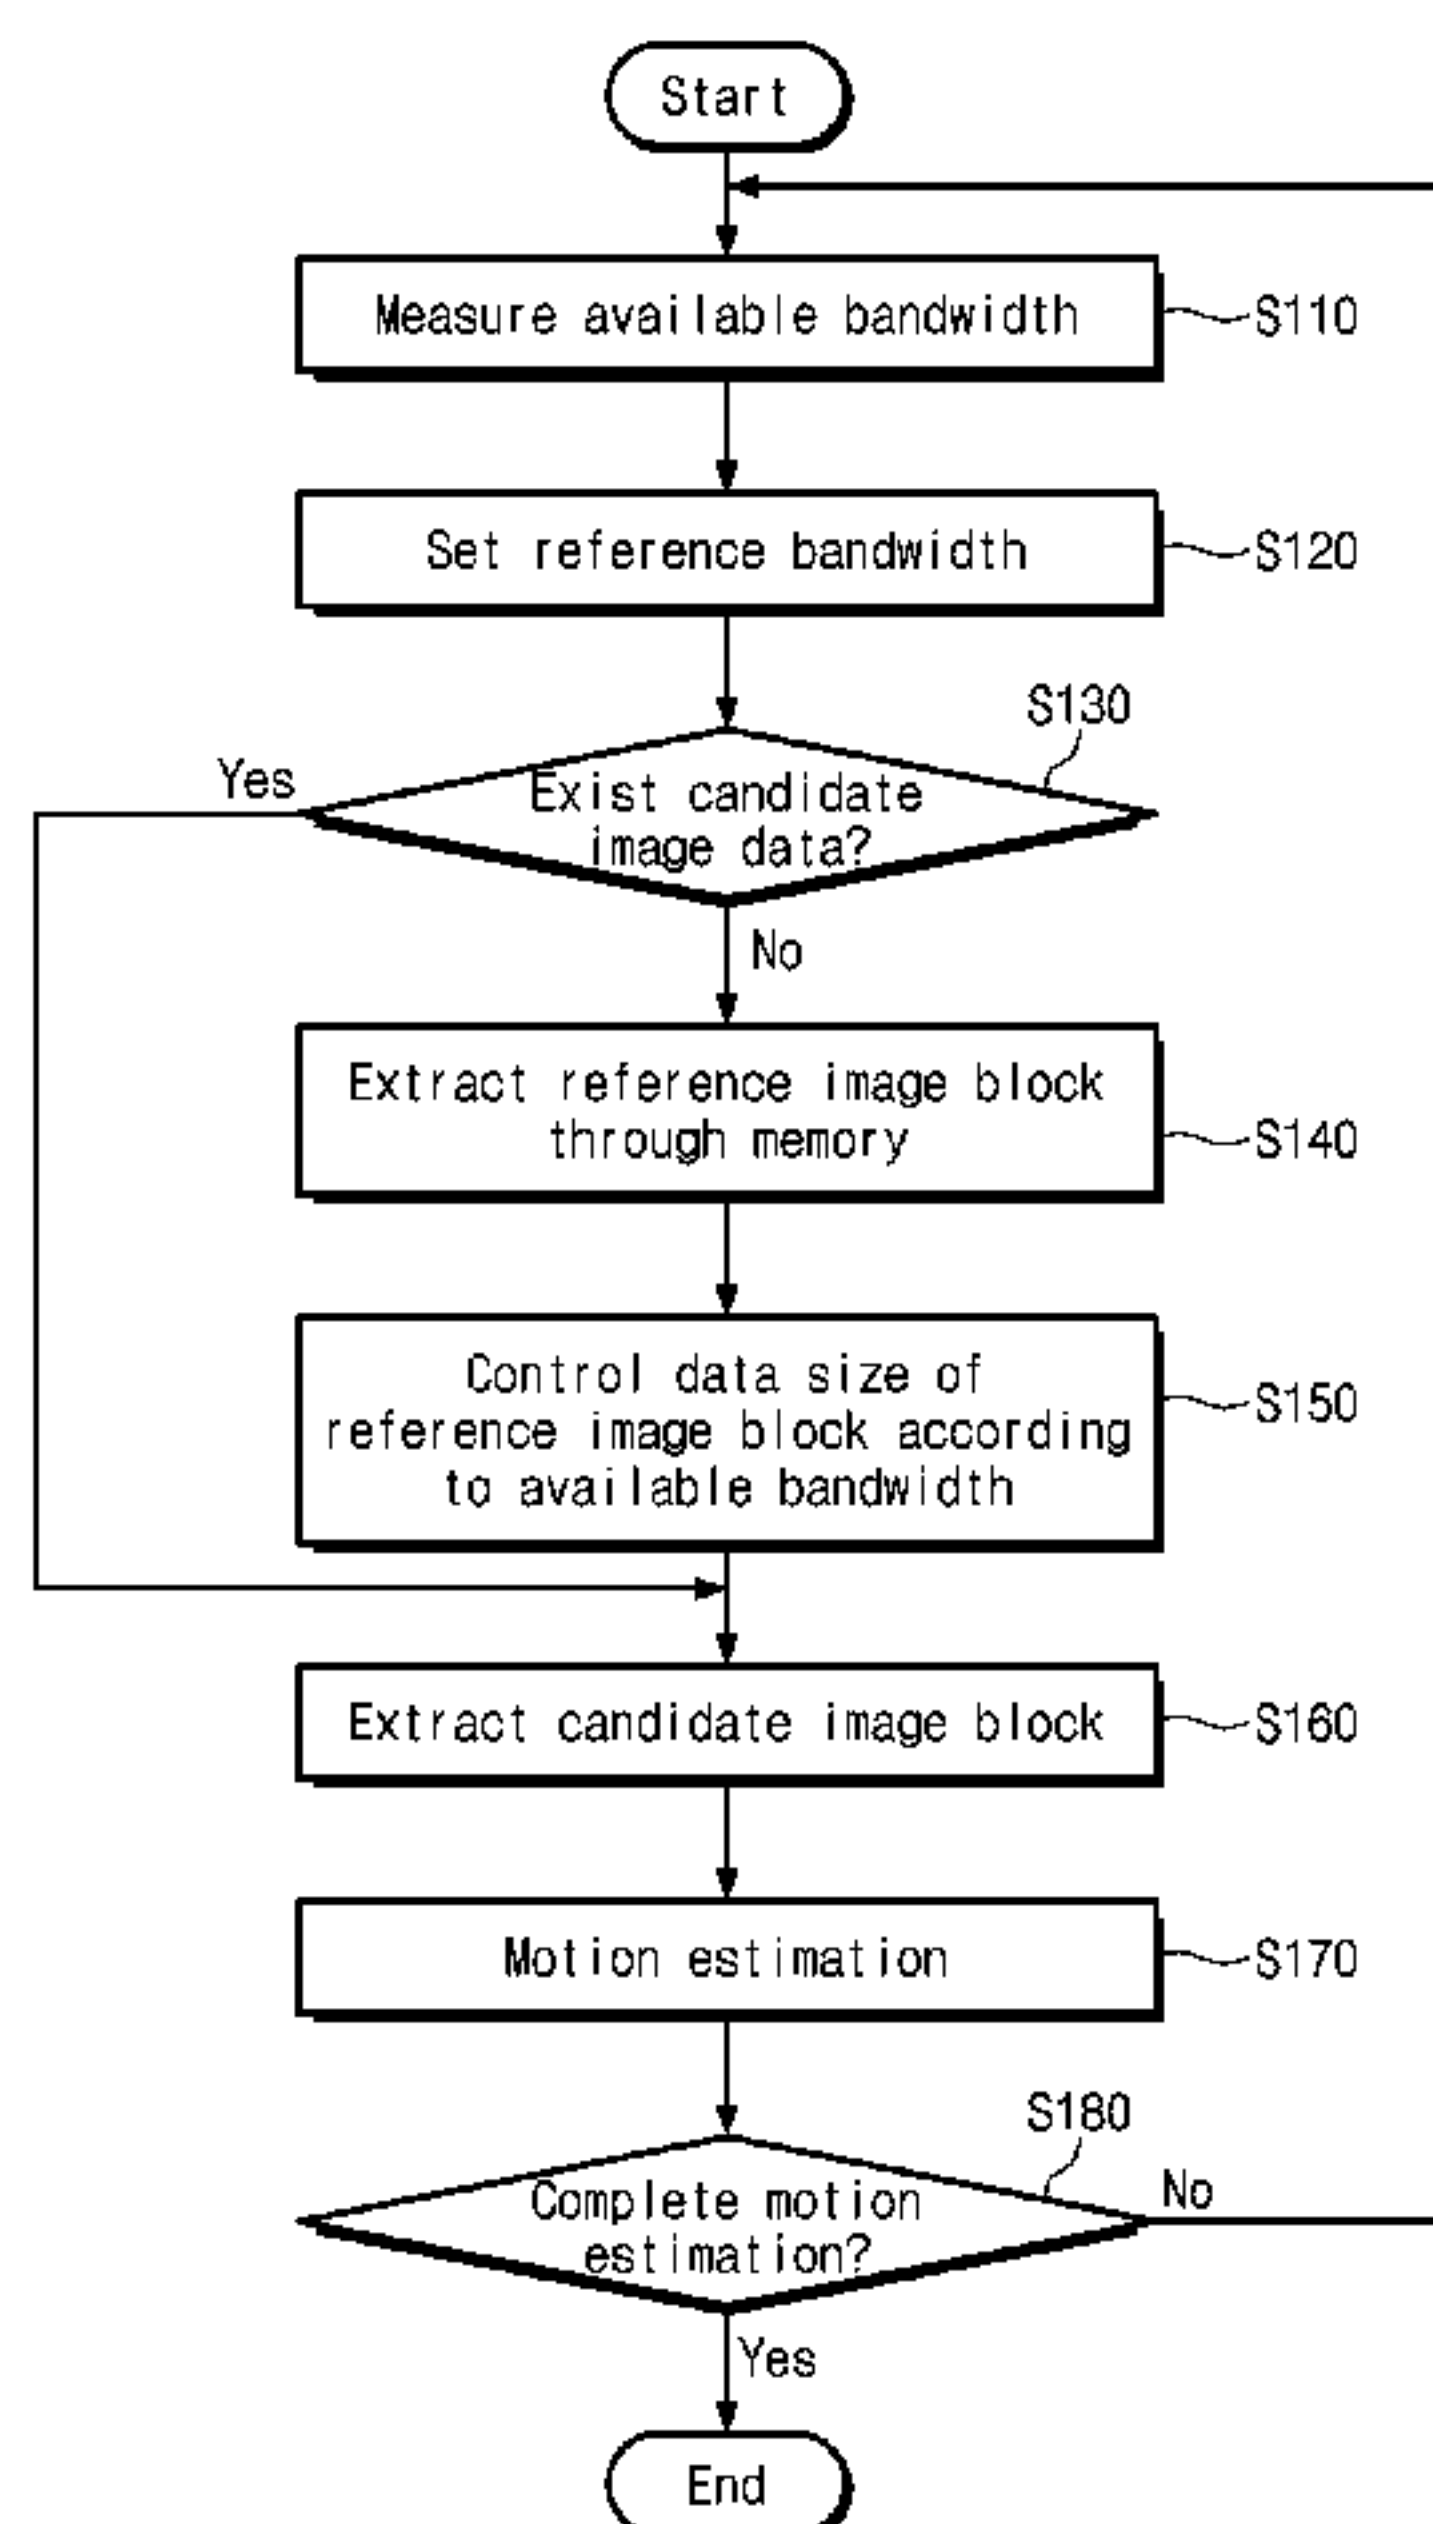 Start
Measure available bandwidth
S110
Set reference bandwidth
S120
S130
Yes
Exist candidate
image data?
No
Extract reference image block
through memory
S140
Control data size of
reference image block according
to available bandwidth
S150
Extract candidate image block
S160
Motion estimation
S170
S180
Complete motion
estimation?
No
Yes
End